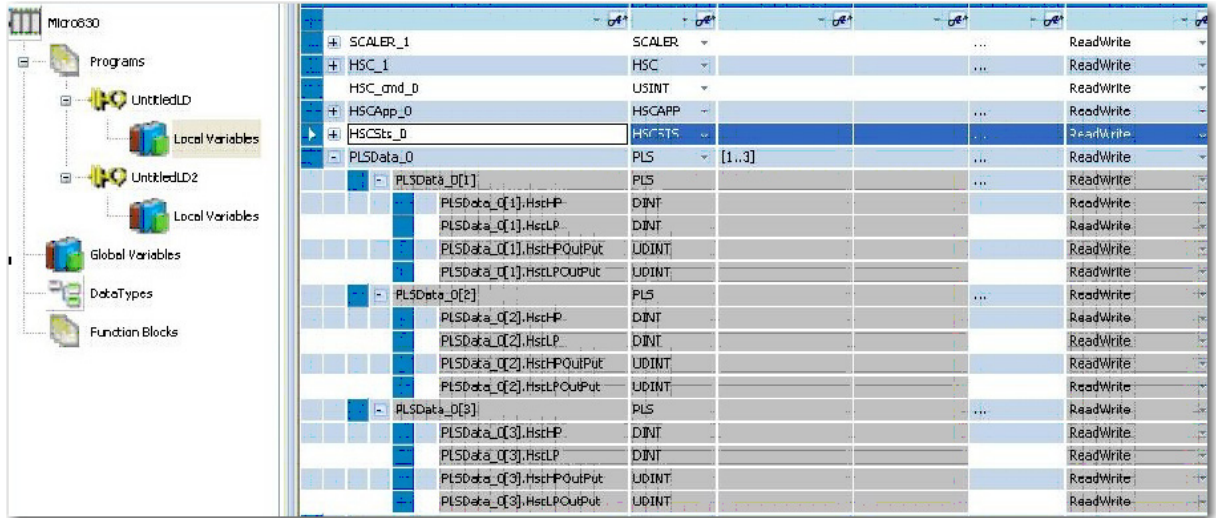 Micro830
Programs
UntitledLD
Local Variables
UntitledLD2
Local Variables
Global Variables
DataTypes
Function Blocks
SCALER_1 SCALER ... ReadWrite
HSC_1 HSC ... ReadWrite
HSC_cmd_0 USINT ... ReadWrite
HSCApp_0 HSCAPP ... ReadWrite
HSCSts_0 HSCSTS ... ReadWrite
PLSData_0 PLS [1..3] ... ReadWrite
PLSData_0[1] PLS ... ReadWrite
PLSData_0[1].HscHP DINT ReadWrite
PLSData_0[1].HscLP DINT ReadWrite
PLSData_0[1].HscHPOutPut UDINT ReadWrite
PLSData_0[1].HscLPOutPut UDINT ReadWrite
PLSData_0[2] PLS ... ReadWrite
PLSData_0[2].HscHP DINT ReadWrite
PLSData_0[2].HscLP DINT ReadWrite
PLSData_0[2].HscHPOutPut UDINT ReadWrite
PLSData_0[2].HscLPOutPut UDINT ReadWrite
PLSData_0[3] PLS ... ReadWrite
PLSData_0[3].HscHP DINT ReadWrite
PLSData_0[3].HscLP DINT ReadWrite
PLSData_0[3].HscHPOutPut UDINT ReadWrite
PLSData_0[3].HscLPOutPut UDINT ReadWrite